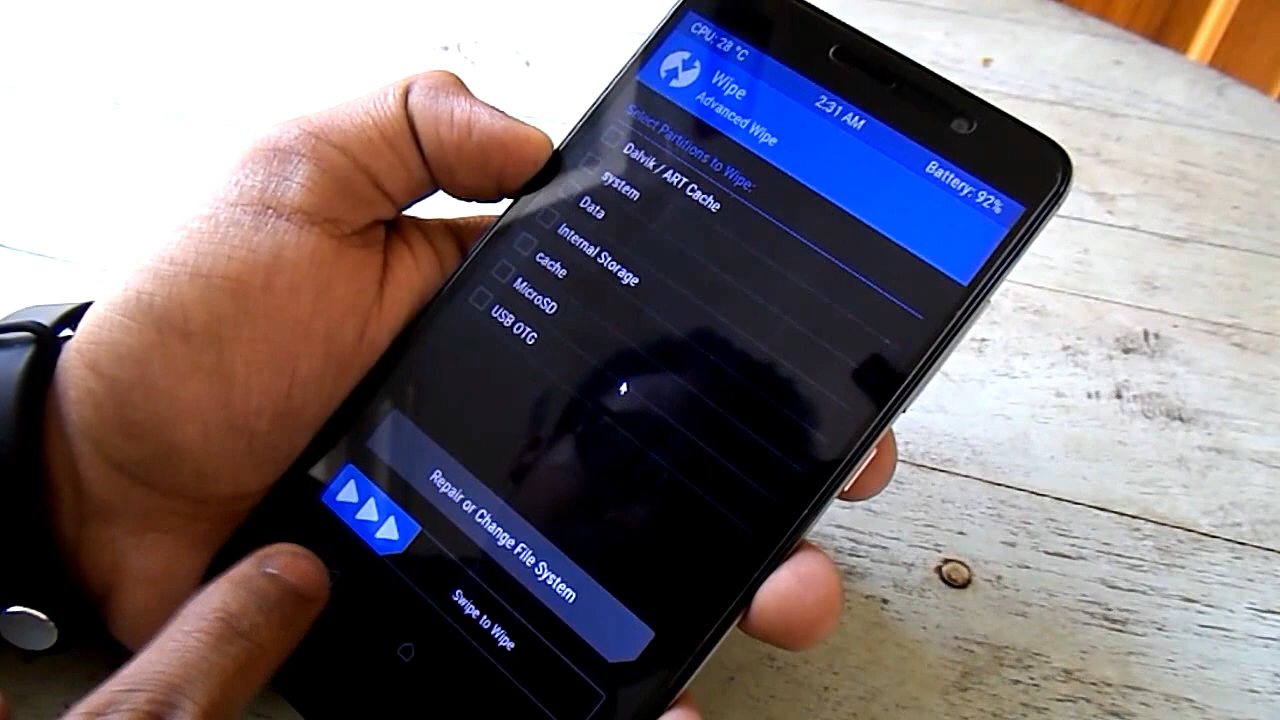 CPU: 28 °C
2:31 AM
Battery: 92%
Wipe
Advanced Wipe
Select Partitions to Wipe:
Dalvik / ART Cache
system
Data
Internal Storage
cache
MicroSD
USB OTG
Repair or Change File System
Swipe to Wipe